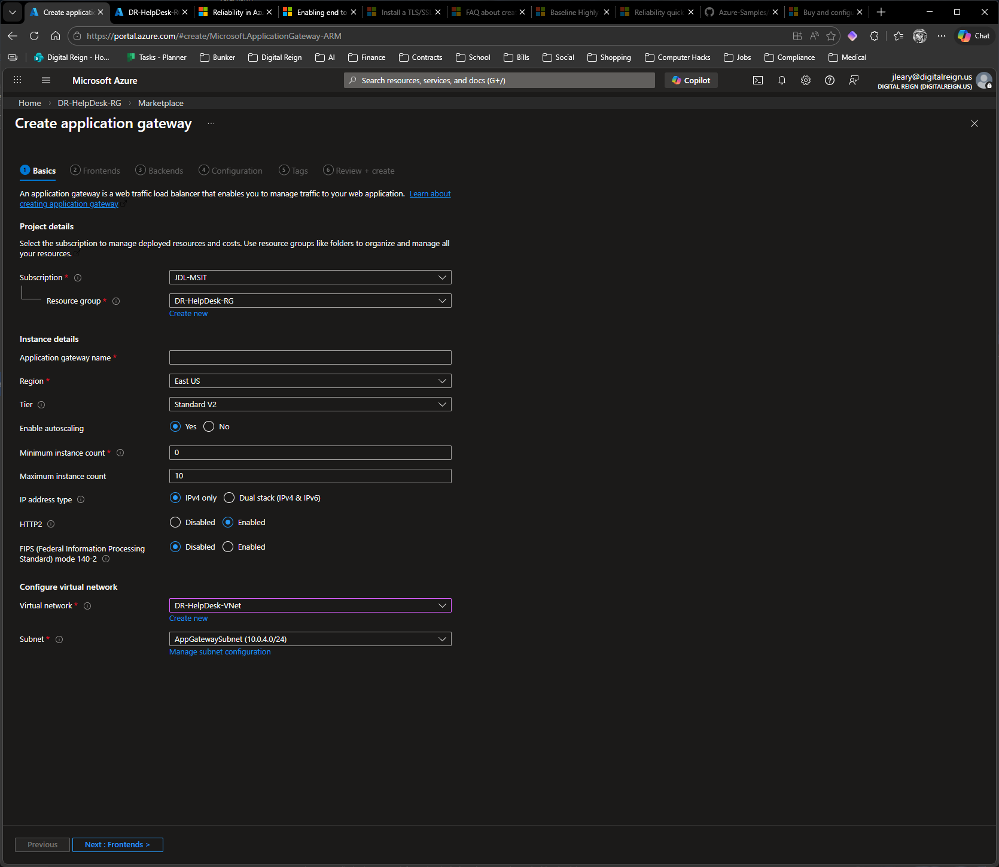 Create applicatic
DR-HelpDesk-R
Reliability in Azu
Enabling end to
Install a TLS/SSL
FAQ about crea
Baseline Highly
Reliability quick
Azure-Samples/
Buy and configu
https://portal.azure.com/#create/Microsoft.ApplicationGateway-ARM
Chat
Digital Reign - Ho...
Tasks - Planner
Bunker
Digital Reign
AI
Finance
Contracts
School
Bills
Social
Shopping
Computer Hacks
Jobs
Compliance
Medical
Microsoft Azure
Search resources, services, and docs (G+/)
Copilot
jleary@digitalreign.us
DIGITAL REIGN (DIGITALREIGN.US)
Home > DR-HelpDesk-RG > Marketplace
Create application gateway ...
1 Basics
2 Frontends
3 Backends
4 Configuration
5 Tags
6 Review + create
An application gateway is a web traffic load balancer that enables you to manage traffic to your web application. Learn about
creating application gateway
Project details
Select the subscription to manage deployed resources and costs. Use resource groups like folders to organize and manage all
your resources.
Subscription * JDL-MSIT
Resource group * DR-HelpDesk-RG
Create new
Instance details
Application gateway name *
Region * East US
Tier Standard V2
Enable autoscaling Yes No
Minimum instance count * 0
Maximum instance count 10
IP address type IPv4 only Dual stack (IPv4 & IPv6)
HTTP2 Disabled Enabled
FIPS (Federal Information Processing Disabled Enabled
Standard) mode 140-2
Configure virtual network
Virtual network * DR-HelpDesk-VNet
Create new
Subnet * AppGatewaySubnet (10.0.4.0/24)
Manage subnet configuration
Previous
Next : Frontends >